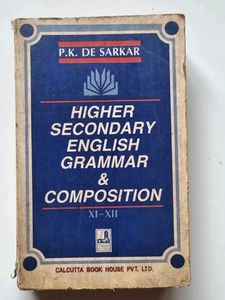 P.K. DE SARKAR
HIGHER
SECONDARY
ENGLISH
GRAMMAR
&
COMPOSITION
XI-XII
CALCUTTA BOOK HOUSE PVT. LTD.